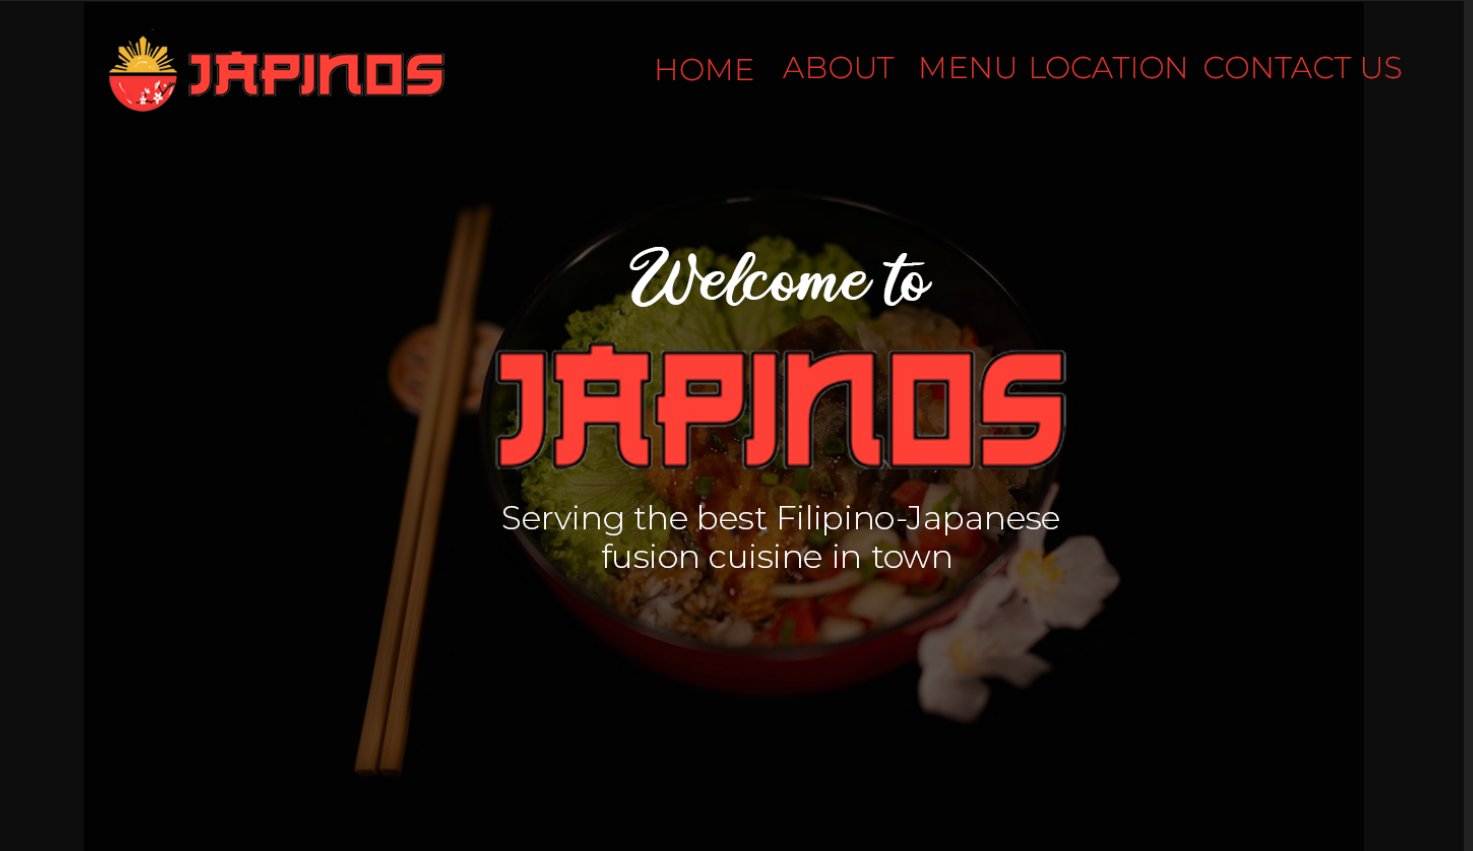 JAPINOS
HOME ABOUT MENU LOCATION CONTACT US
Welcome to
JAPINOS
Serving the best Filipino-Japanese
fusion cuisine in town